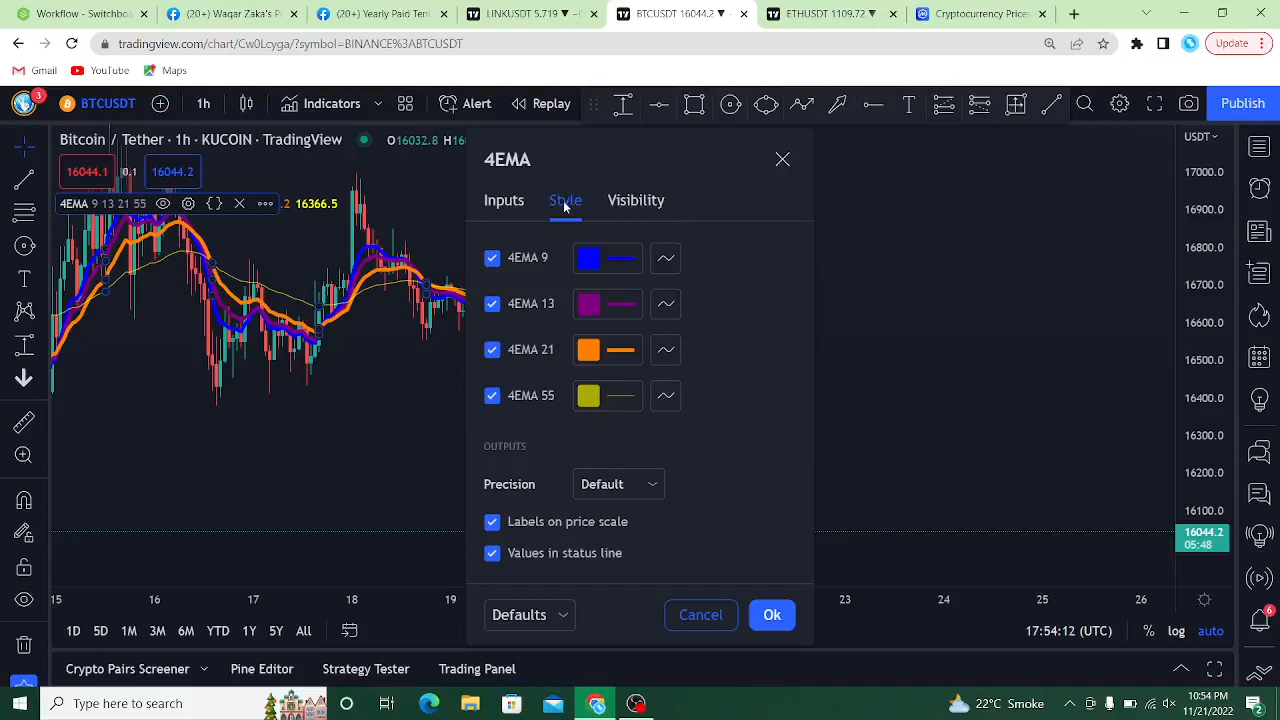 Workflow - Samsung P
(20+) Waqar Zaka's P
(20+) Yearly Paid Tent
LINKUSDT 5.719 ▼ −
BTCUSDT 16044.2 ▼ -
ETHUSDT 1109.72 ▼
Cryptocurrency Prices
tradingview.com/chart/Cw0Lcyga/?symbol=BINANCE%3ABTCUSDT
Update
Gmail YouTube Maps
3 BTCUSDT 1h Indicators Alert Replay Publish
Bitcoin / Tether · 1h · KUCOIN · TradingView O16032.8 H16
USDT
16044.1 0.1 16044.2
4EMA 9 13 21 55 .2 16366.5
4EMA
Inputs Style Visibility
4EMA 9
4EMA 13
4EMA 21
4EMA 55
OUTPUTS
Precision Default
Labels on price scale
Values in status line
Defaults Cancel Ok
17000.0
16900.0
16800.0
16700.0
16600.0
16500.0
16400.0
16300.0
16200.0
16100.0
16044.2
05:48
15 16 17 18 19 23 24 25 26
1D 5D 1M 3M 6M YTD 1Y 5Y All 17:54:12 (UTC) % log auto
6
Crypto Pairs Screener Pine Editor Strategy Tester Trading Panel
Type here to search
22°C Smoke
10:54 PM
11/21/2022
2